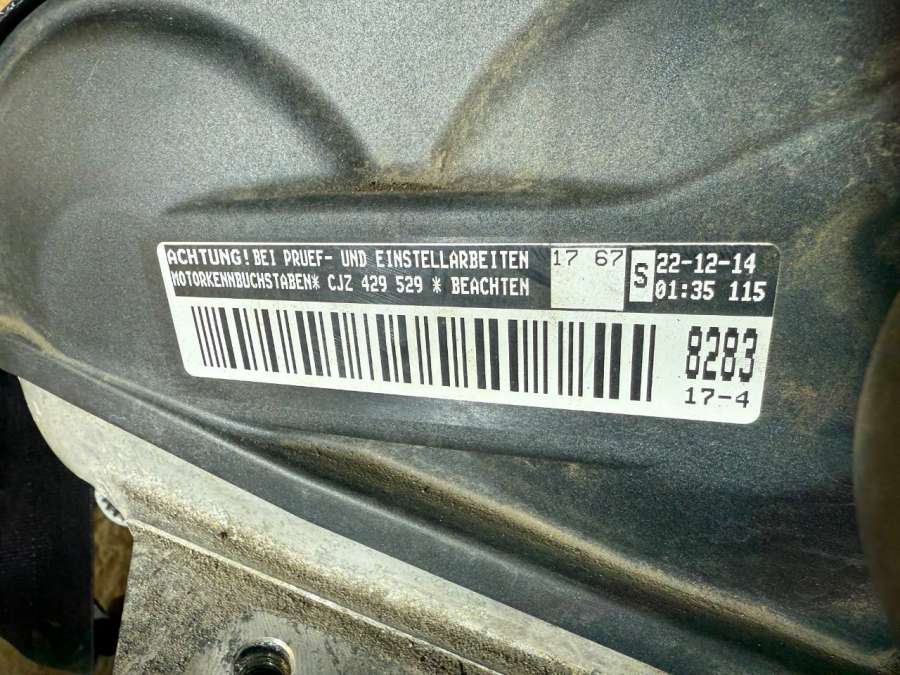 ACHTUNG! BEI PRUEF- UND EINSTELLARBEITEN
MOTORKENNBUCHSTABEN* CJZ 429 529 * BEACHTEN
17 67
S
22-12-14
01:35 115
8283
17-4